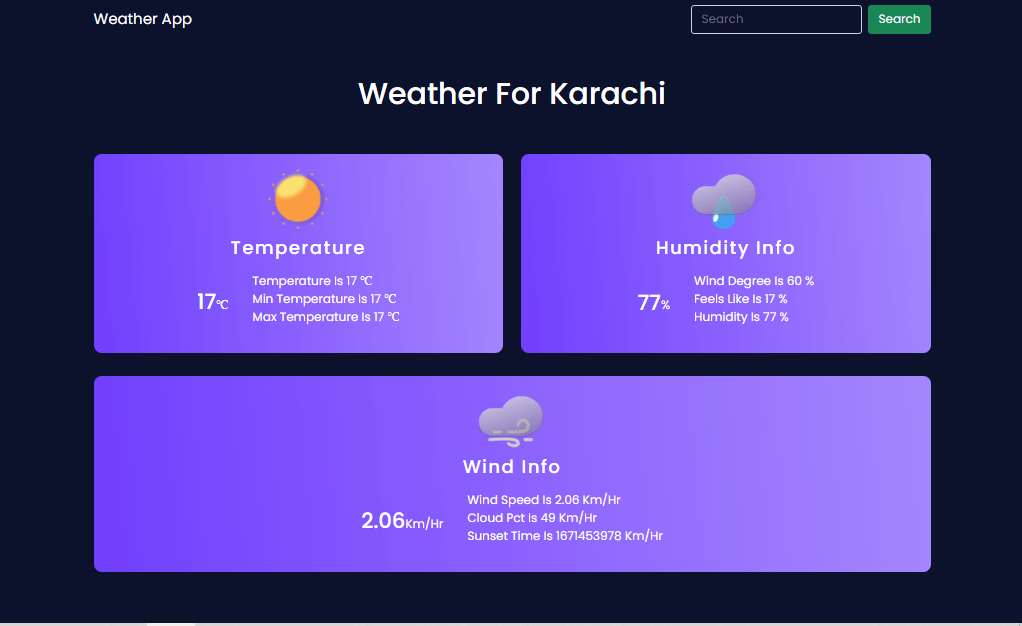 Weather App
Search
Search
Weather For Karachi
Temperature
17℃
Temperature Is 17 ℃
Min Temperature Is 17 ℃
Max Temperature Is 17 ℃
Humidity Info
77%
Wind Degree Is 60 %
Feels Like Is 17 %
Humidity Is 77 %
Wind Info
2.06Km/Hr
Wind Speed Is 2.06 Km/Hr
Cloud Pct Is 49 Km/Hr
Sunset Time Is 1671453978 Km/Hr